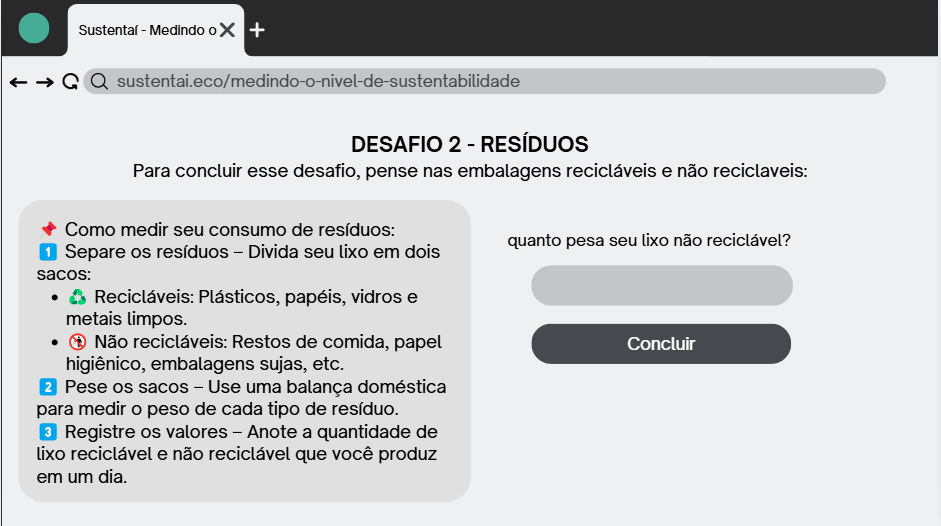 Sustentaí - Medindo o
sustentai.eco/medindo-o-nivel-de-sustentabilidade
DESAFIO 2 - RESÍDUOS
Para concluir esse desafio, pense nas embalagens recicláveis e não reciclaveis:
📌 Como medir seu consumo de resíduos:
1️⃣ Separe os resíduos – Divida seu lixo em dois
sacos:
• ♻️ Recicláveis: Plásticos, papéis, vidros e
metais limpos.
• 🚯 Não recicláveis: Restos de comida, papel
higiênico, embalagens sujas, etc.
2️⃣ Pese os sacos – Use uma balança doméstica
para medir o peso de cada tipo de resíduo.
3️⃣ Registre os valores – Anote a quantidade de
lixo reciclável e não reciclável que você produz
em um dia.
quanto pesa seu lixo não reciclável?
Concluir